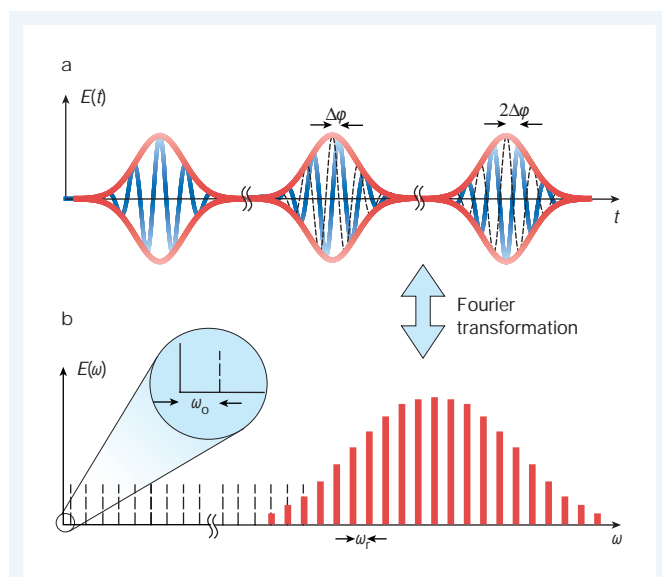 a
E(t)
Δφ
2Δφ
t
Fourier
transformation
b
E(ω)
ωo
ωr
ω